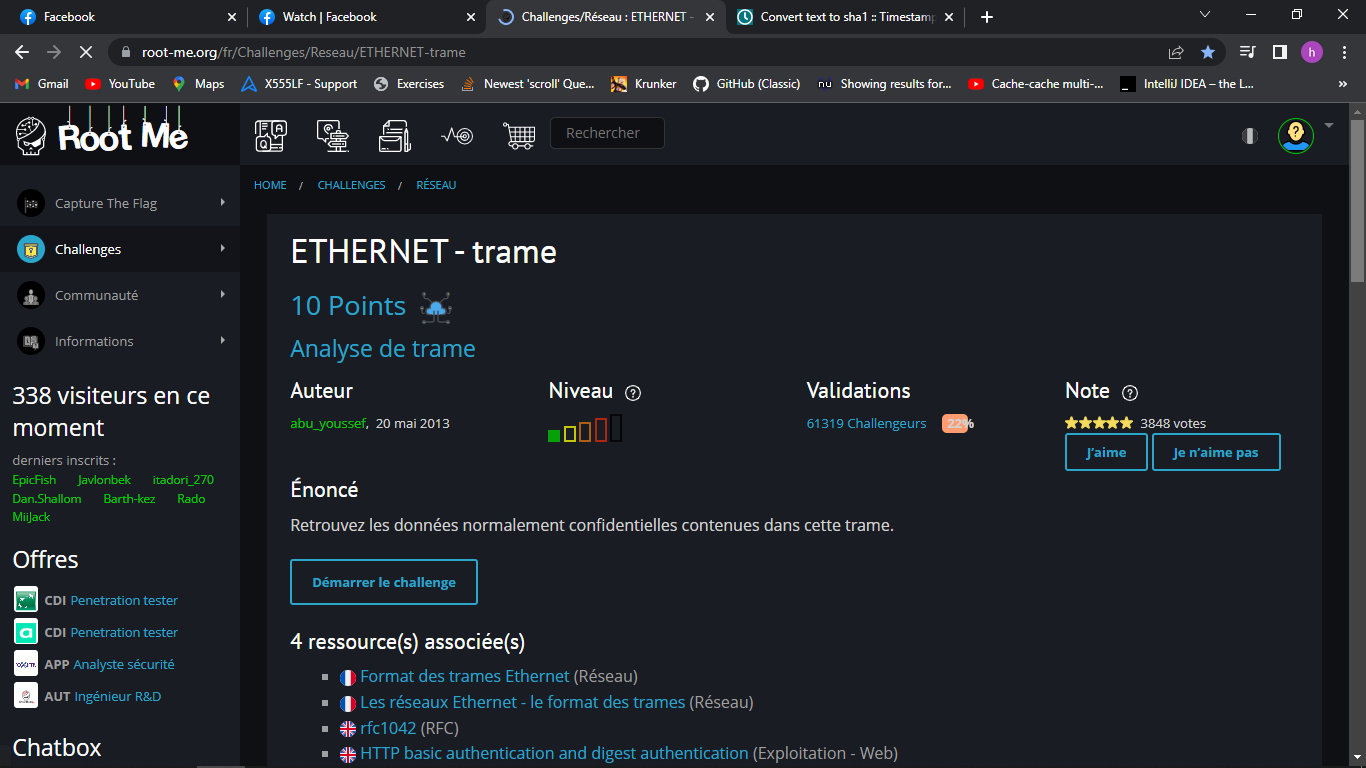 Facebook
Watch | Facebook
Challenges/Réseau : ETHERNET -
Convert text to sha1 :: Timestamp
root-me.org/fr/Challenges/Reseau/ETHERNET-trame
h
Gmail
YouTube
Maps
X555LF - Support
Exercises
Newest 'scroll' Que...
Krunker
GitHub (Classic)
nu Showing results for...
Cache-cache multi-...
IntelliJ IDEA – the L...
»
Root Me
Rechercher
HOME / CHALLENGES / RÉSEAU
Capture The Flag
Challenges
Communauté
Informations
338 visiteurs en ce
moment
derniers inscrits :
EpicFish Javlonbek itadori_270
Dan.Shallom Barth-kez Rado
MiiJack
Offres
CDI Penetration tester
CDI Penetration tester
APP Analyste sécurité
AUT Ingénieur R&D
Chatbox
ETHERNET - trame
10 Points
Analyse de trame
Auteur
abu_youssef, 20 mai 2013
Niveau ?
Validations
61319 Challengeurs 22%
Note ?
3848 votes
J’aime
Je n’aime pas
Énoncé
Retrouvez les données normalement confidentielles contenues dans cette trame.
Démarrer le challenge
4 ressource(s) associée(s)
Format des trames Ethernet (Réseau)
Les réseaux Ethernet - le format des trames (Réseau)
rfc1042 (RFC)
HTTP basic authentication and digest authentication (Exploitation - Web)